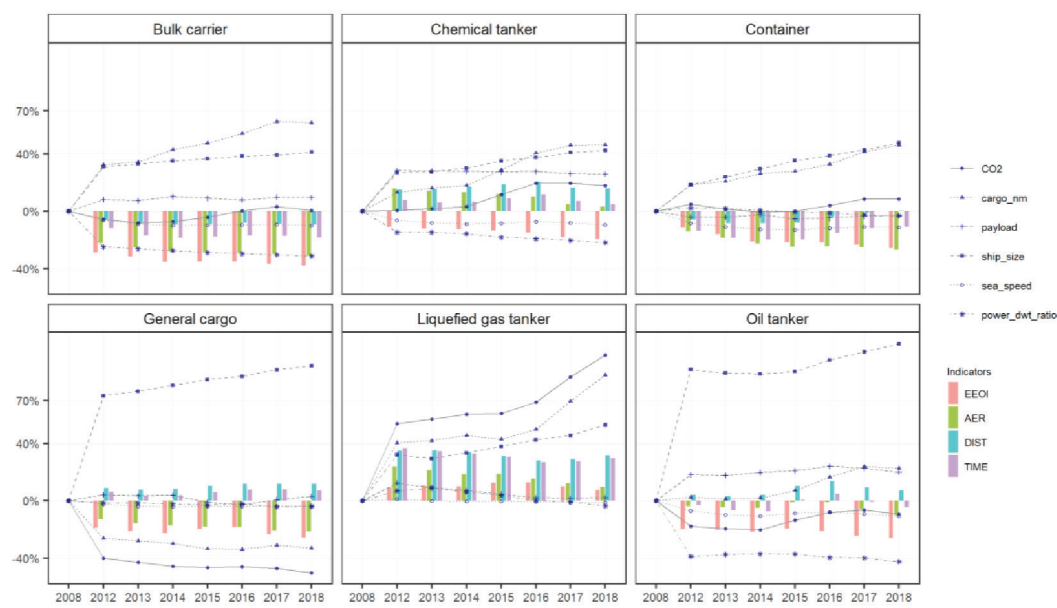 Bulk carrier
Chemical tanker
Container
70%
40%
0%
-40%
CO2
cargo_nm
payload
ship_size
sea_speed
power_dwt_ratio
General cargo
Liquefied gas tanker
Oil tanker
70%
40%
0%
-40%
Indicators
EEOI
AER
DIST
TIME
2008 2012 2013 2014 2015 2016 2017 2018
2008 2012 2013 2014 2015 2016 2017 2018
2008 2012 2013 2014 2015 2016 2017 2018